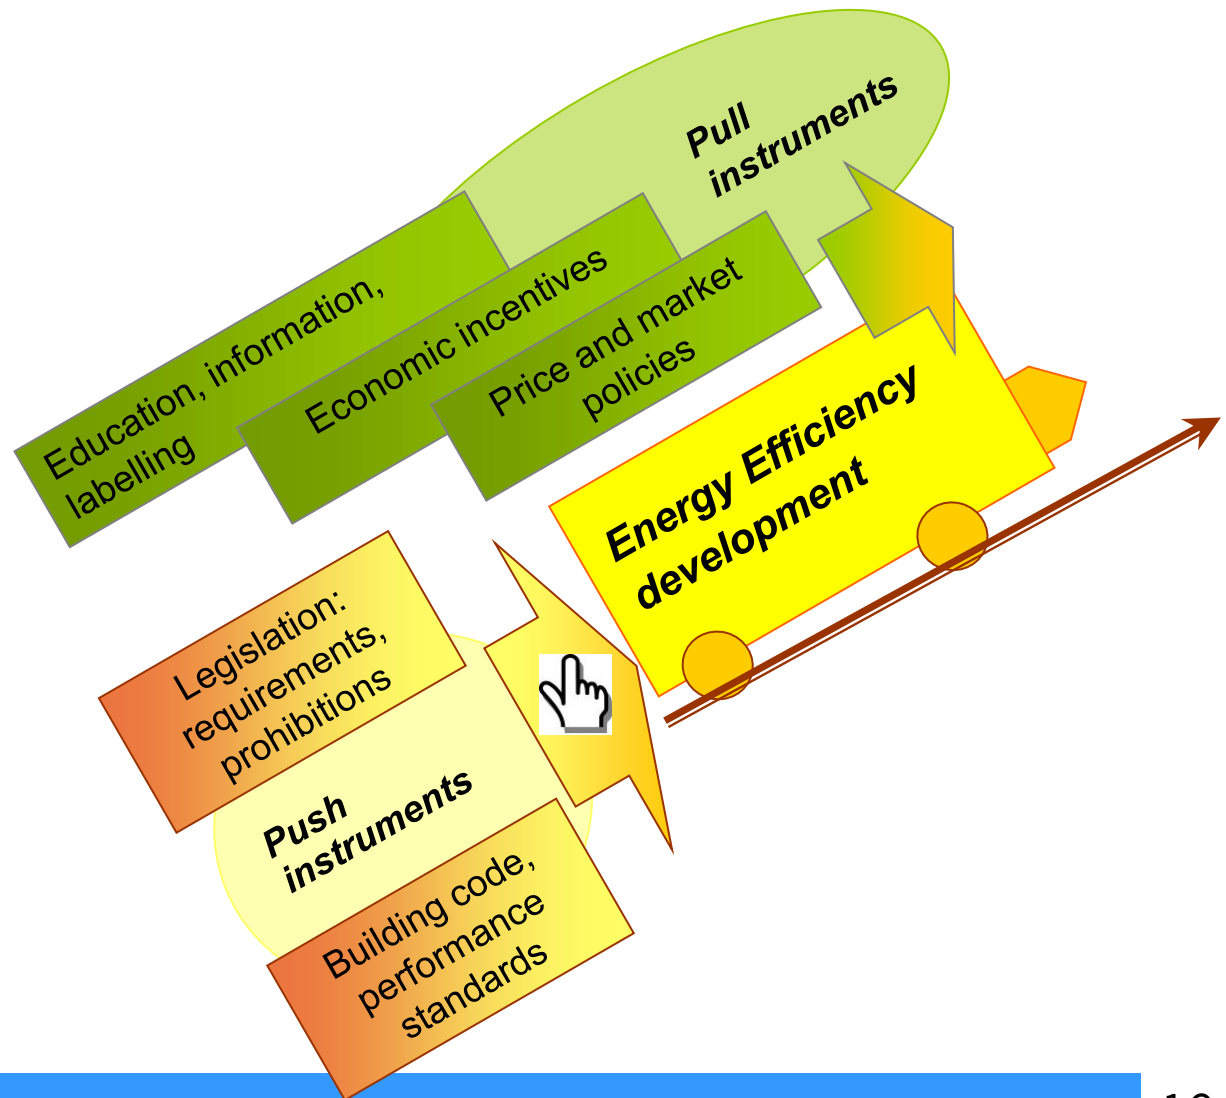 Pull
instruments
Education, information,
labelling
Economic incentives
Price and market
policies
Energy Efficiency
development
Legislation:
requirements,
prohibitions
Push
instruments
Building code,
performance
standards